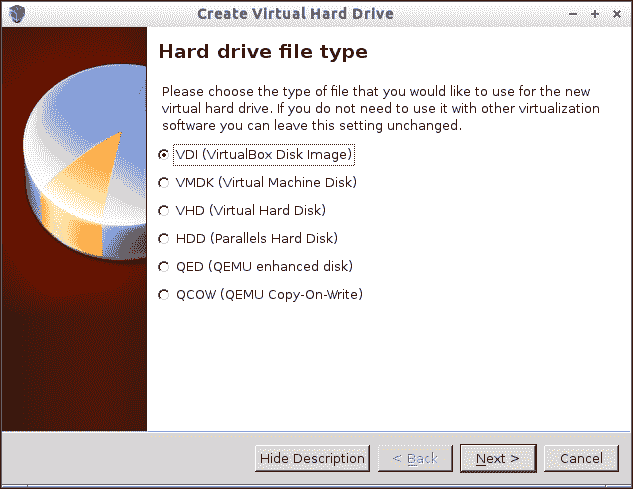 Create Virtual Hard Drive
Hard drive file type
Please choose the type of file that you would like to use for the new
virtual hard drive. If you do not need to use it with other virtualization
software you can leave this setting unchanged.
VDI (VirtualBox Disk Image)
VMDK (Virtual Machine Disk)
VHD (Virtual Hard Disk)
HDD (Parallels Hard Disk)
QED (QEMU enhanced disk)
QCOW (QEMU Copy-On-Write)
Hide Description
< Back
Next >
Cancel